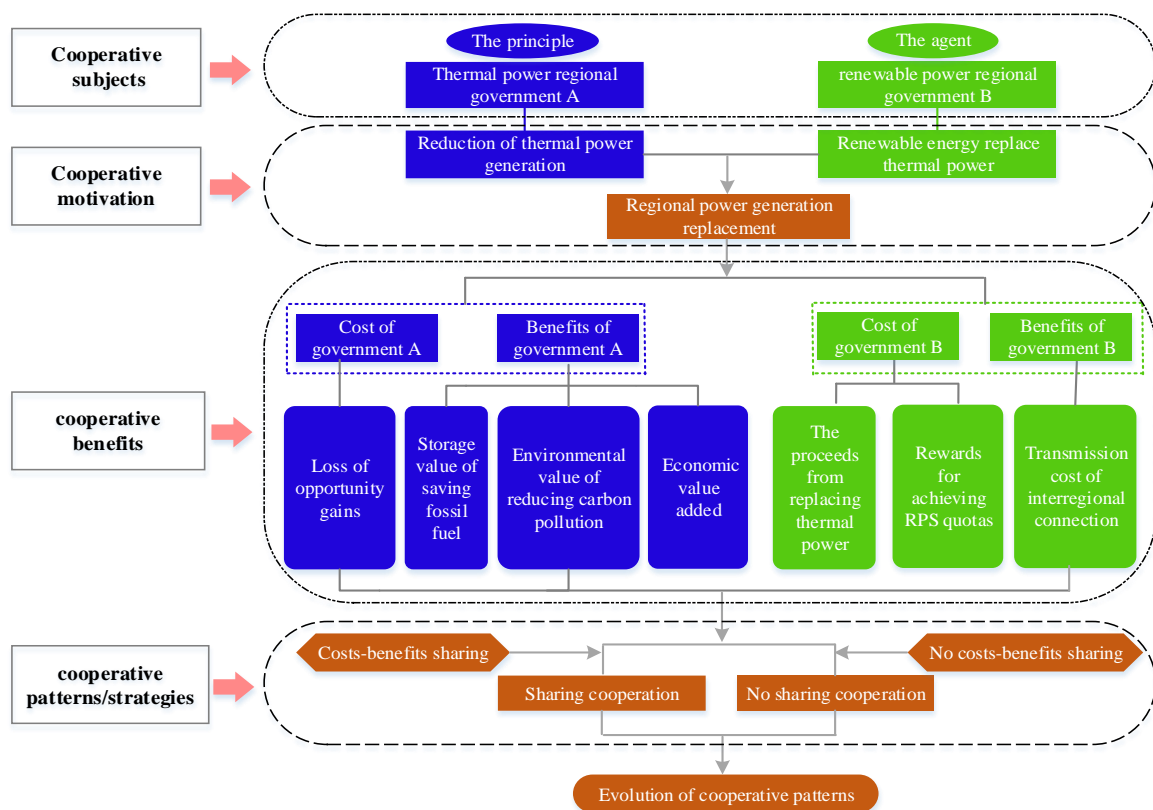 Cooperative
subjects
The principle
The agent
Thermal power regional
government A
renewable power regional
government B
Cooperative
motivation
Reduction of thermal power
generation
Renewable energy replace
thermal power
Regional power generation
replacement
cooperative
benefits
Cost of
government A
Benefits of
government A
Cost of
government B
Benefits of
government B
Loss of
opportunity
gains
Storage
value of
saving
fossil
fuel
Environmental
value of
reducing carbon
pollution
Economic
value
added
The
proceeds
from
replacing
thermal
power
Rewards
for
achieving
RPS quotas
Transmission
cost of
interregional
connection
cooperative
patterns/strategies
Costs-benefits sharing
No costs-benefits sharing
Sharing cooperation
No sharing cooperation
Evolution of cooperative patterns